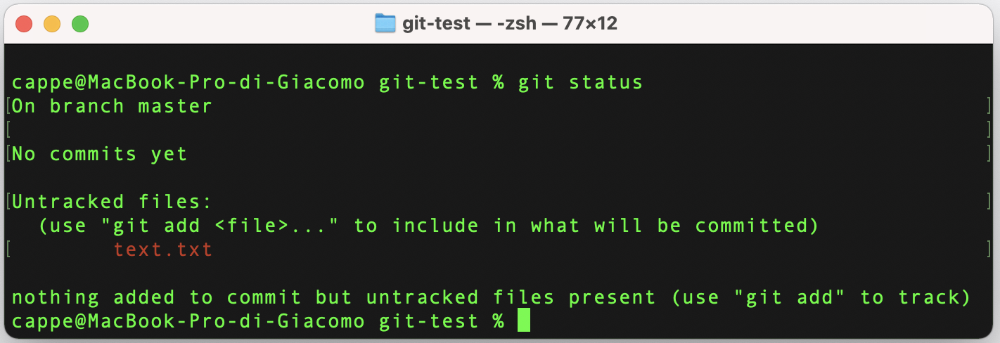 git-test — -zsh — 77×12
cappe@MacBook-Pro-di-Giacomo git-test % git status
On branch master
No commits yet
Untracked files:
  (use "git add <file>..." to include in what will be committed)
        text.txt
nothing added to commit but untracked files present (use "git add" to track)
cappe@MacBook-Pro-di-Giacomo git-test %